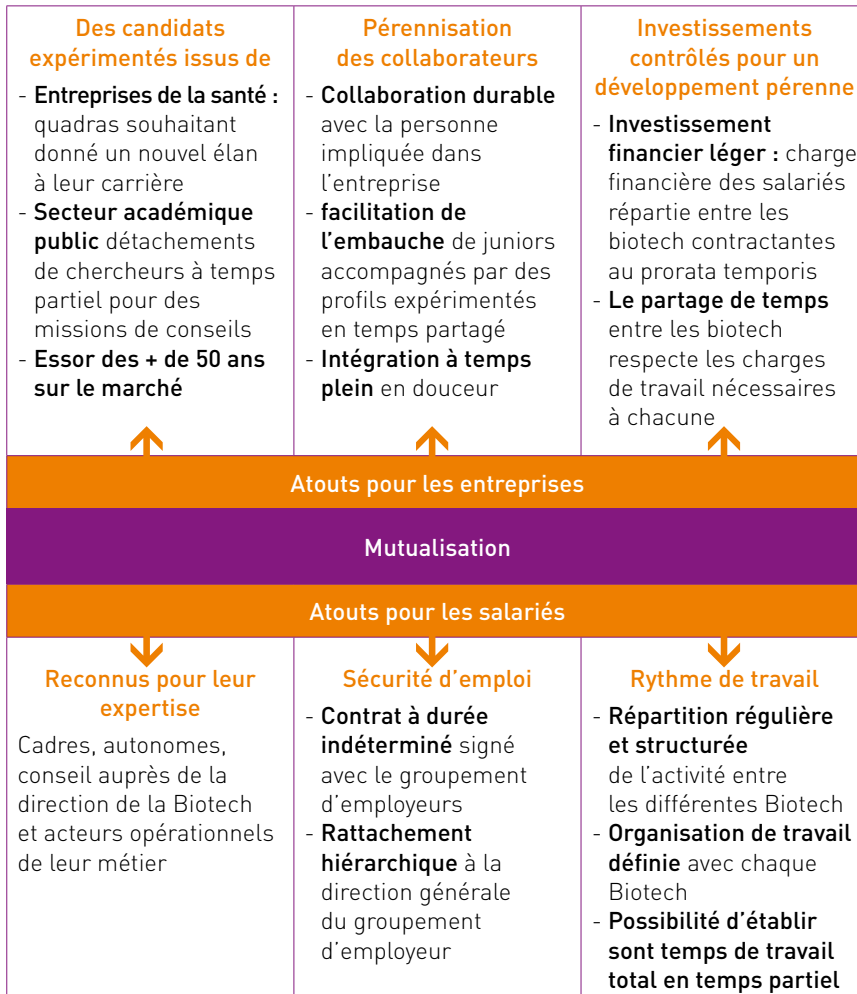 Des candidats
expérimentés issus de
- Entreprises de la santé :
quadras souhaitant
donné un nouvel élan
à leur carrière
- Secteur académique
public détachements
de chercheurs à temps
partiel pour des
missions de conseils
- Essor des + de 50 ans
sur le marché
Pérennisation
des collaborateurs
- Collaboration durable
avec la personne
impliquée dans
l'entreprise
- facilitation de
l'embauche de juniors
accompagnés par des
profils expérimentés
en temps partagé
- Intégration à temps
plein en douceur
Investissements
contrôlés pour un
développement pérenne
- Investissement
financier léger : charge
financière des salariés
répartie entre les
biotech contractantes
au prorata temporis
- Le partage de temps
entre les biotech
respecte les charges
de travail nécessaires
à chacune
Atouts pour les entreprises
Mutualisation
Atouts pour les salariés
Reconnus pour leur
expertise
Cadres, autonomes,
conseil auprès de la
direction de la Biotech
et acteurs opérationnels
de leur métier
Sécurité d'emploi
- Contrat à durée
indéterminé signé
avec le groupement
d'employeurs
- Rattachement
hiérarchique à la
direction générale
du groupement
d'employeur
Rythme de travail
- Répartition régulière
et structurée
de l'activité entre
les différentes Biotech
- Organisation de travail
définie avec chaque
Biotech
- Possibilité d'établir
sont temps de travail
total en temps partiel